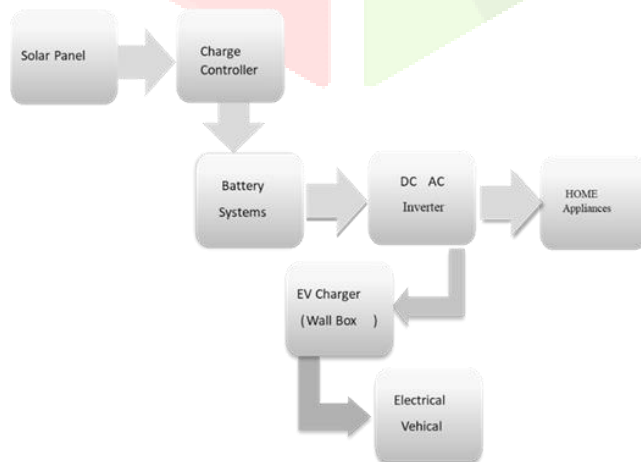 Solar Panel
Charge
Controller
Battery
Systems
DC AC
Inverter
HOME
Appliances
EV Charger
(Wall Box )
Electrical
Vehical